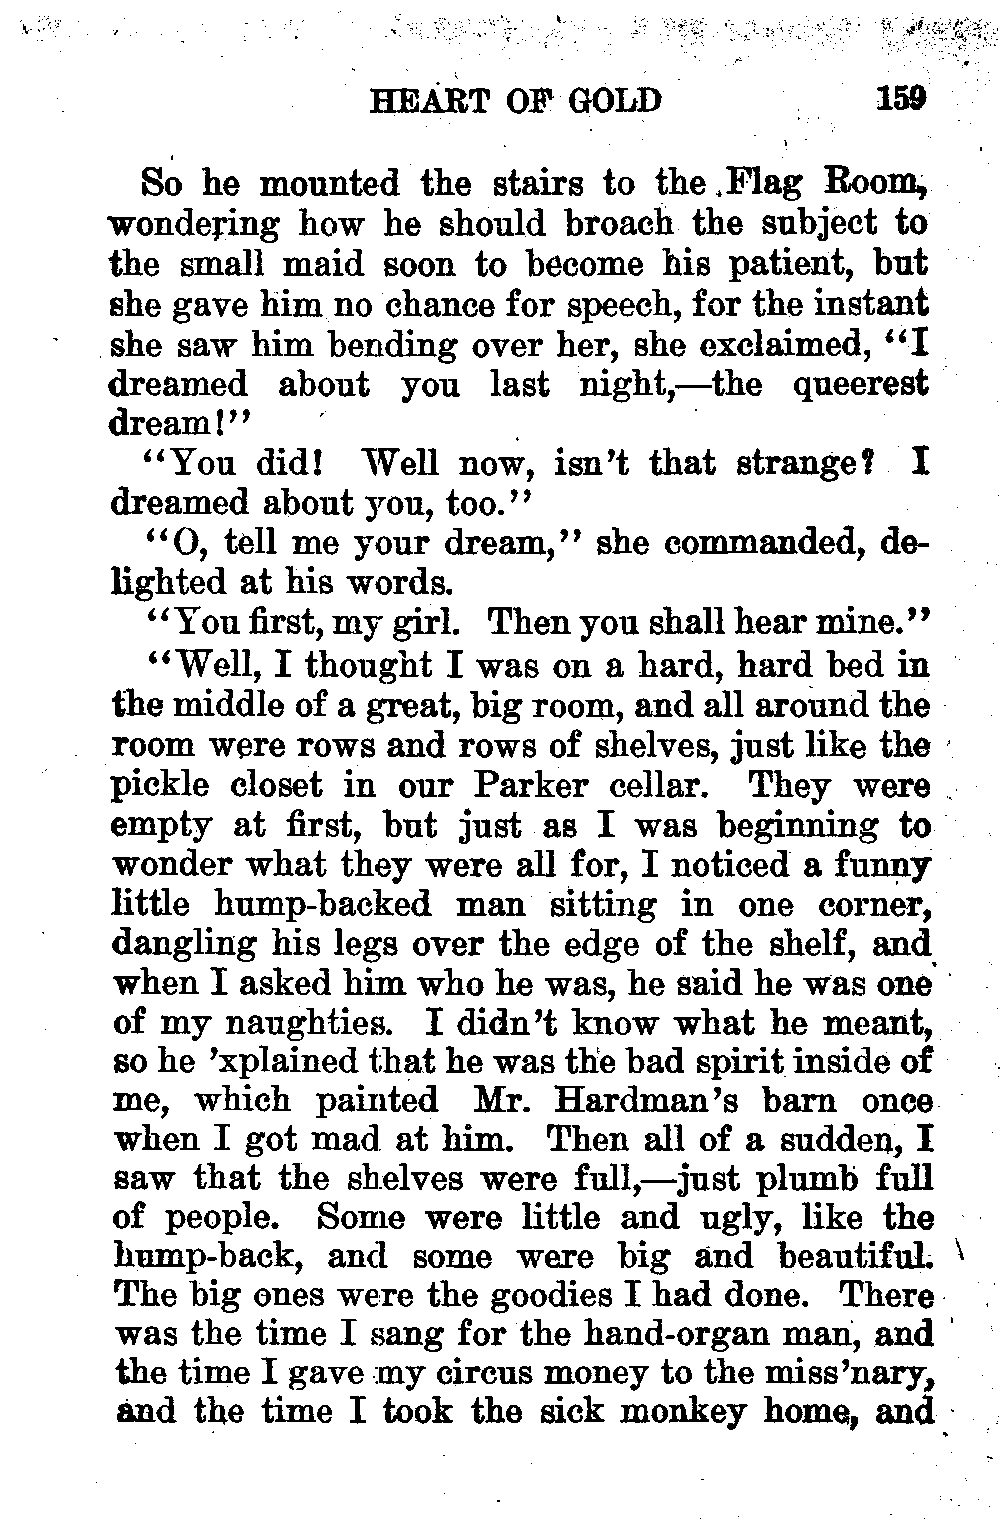 HEART OF GOLD 159
So he mounted the stairs to the Flag Room,
wondering how he should broach the subject to
the small maid soon to become his patient, but
she gave him no chance for speech, for the instant
she saw him bending over her, she exclaimed, "I
dreamed about you last night,—the queerest
dream!"
"You did! Well now, isn't that strange? I
dreamed about you, too."
"O, tell me your dream," she commanded, de-
lighted at his words.
"You first, my girl. Then you shall hear mine."
"Well, I thought I was on a hard, hard bed in
the middle of a great, big room, and all around the
room were rows and rows of shelves, just like the
pickle closet in our Parker cellar. They were
empty at first, but just as I was beginning to
wonder what they were all for, I noticed a funny
little hump-backed man sitting in one corner,
dangling his legs over the edge of the shelf, and
when I asked him who he was, he said he was one
of my naughties. I didn't know what he meant,
so he 'xplained that he was the bad spirit inside of
me, which painted Mr. Hardman's barn once
when I got mad at him. Then all of a sudden, I
saw that the shelves were full,—just plumb full
of people. Some were little and ugly, like the
hump-back, and some were big and beautiful.
The big ones were the goodies I had done. There
was the time I sang for the hand-organ man, and
the time I gave my circus money to the miss'nary,
and the time I took the sick monkey home, and